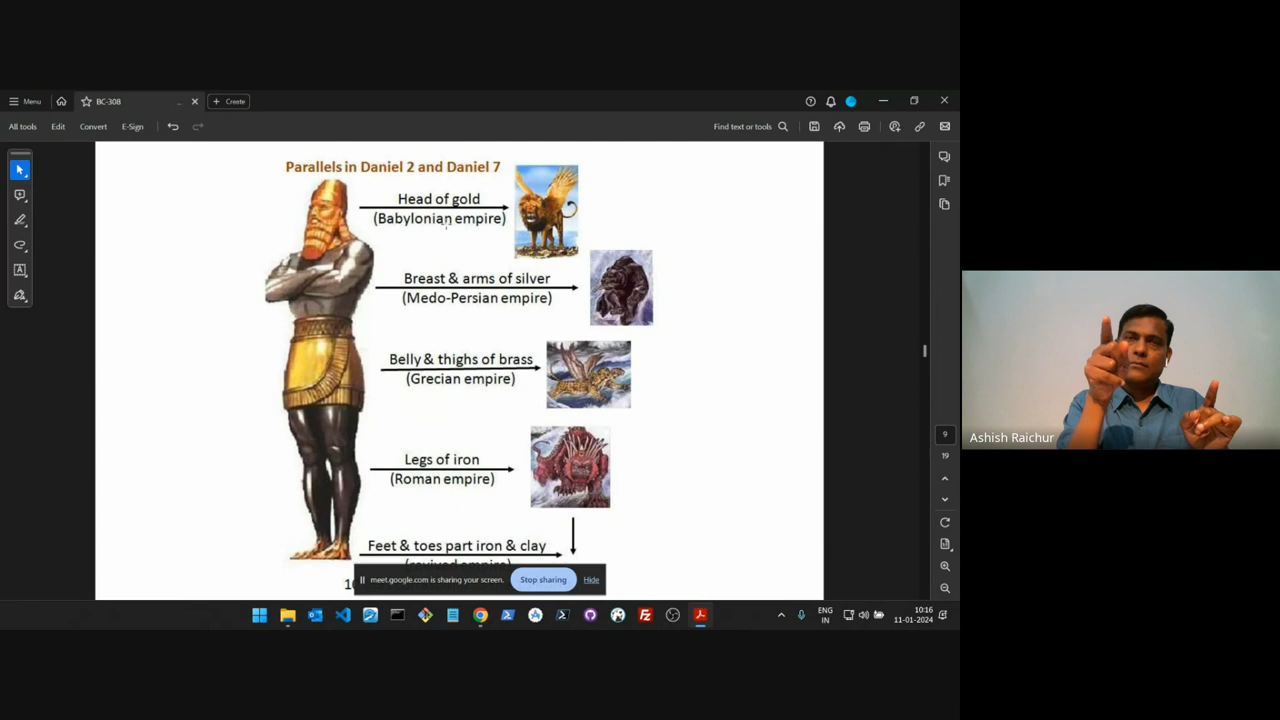 Menu
BC-308
...
Create
All tools
Edit
Convert
E-Sign
Find text or tools
Parallels in Daniel 2 and Daniel 7
Head of gold
(Babylonian empire)
Breast & arms of silver
(Medo-Persian empire)
Belly & thighs of brass
(Grecian empire)
Legs of iron
(Roman empire)
Feet & toes part iron & clay
(revived empire)
meet.google.com is sharing your screen.
Stop sharing
Hide
9
19
Ashish Raichur
ENG
IN
10:16
11-01-2024